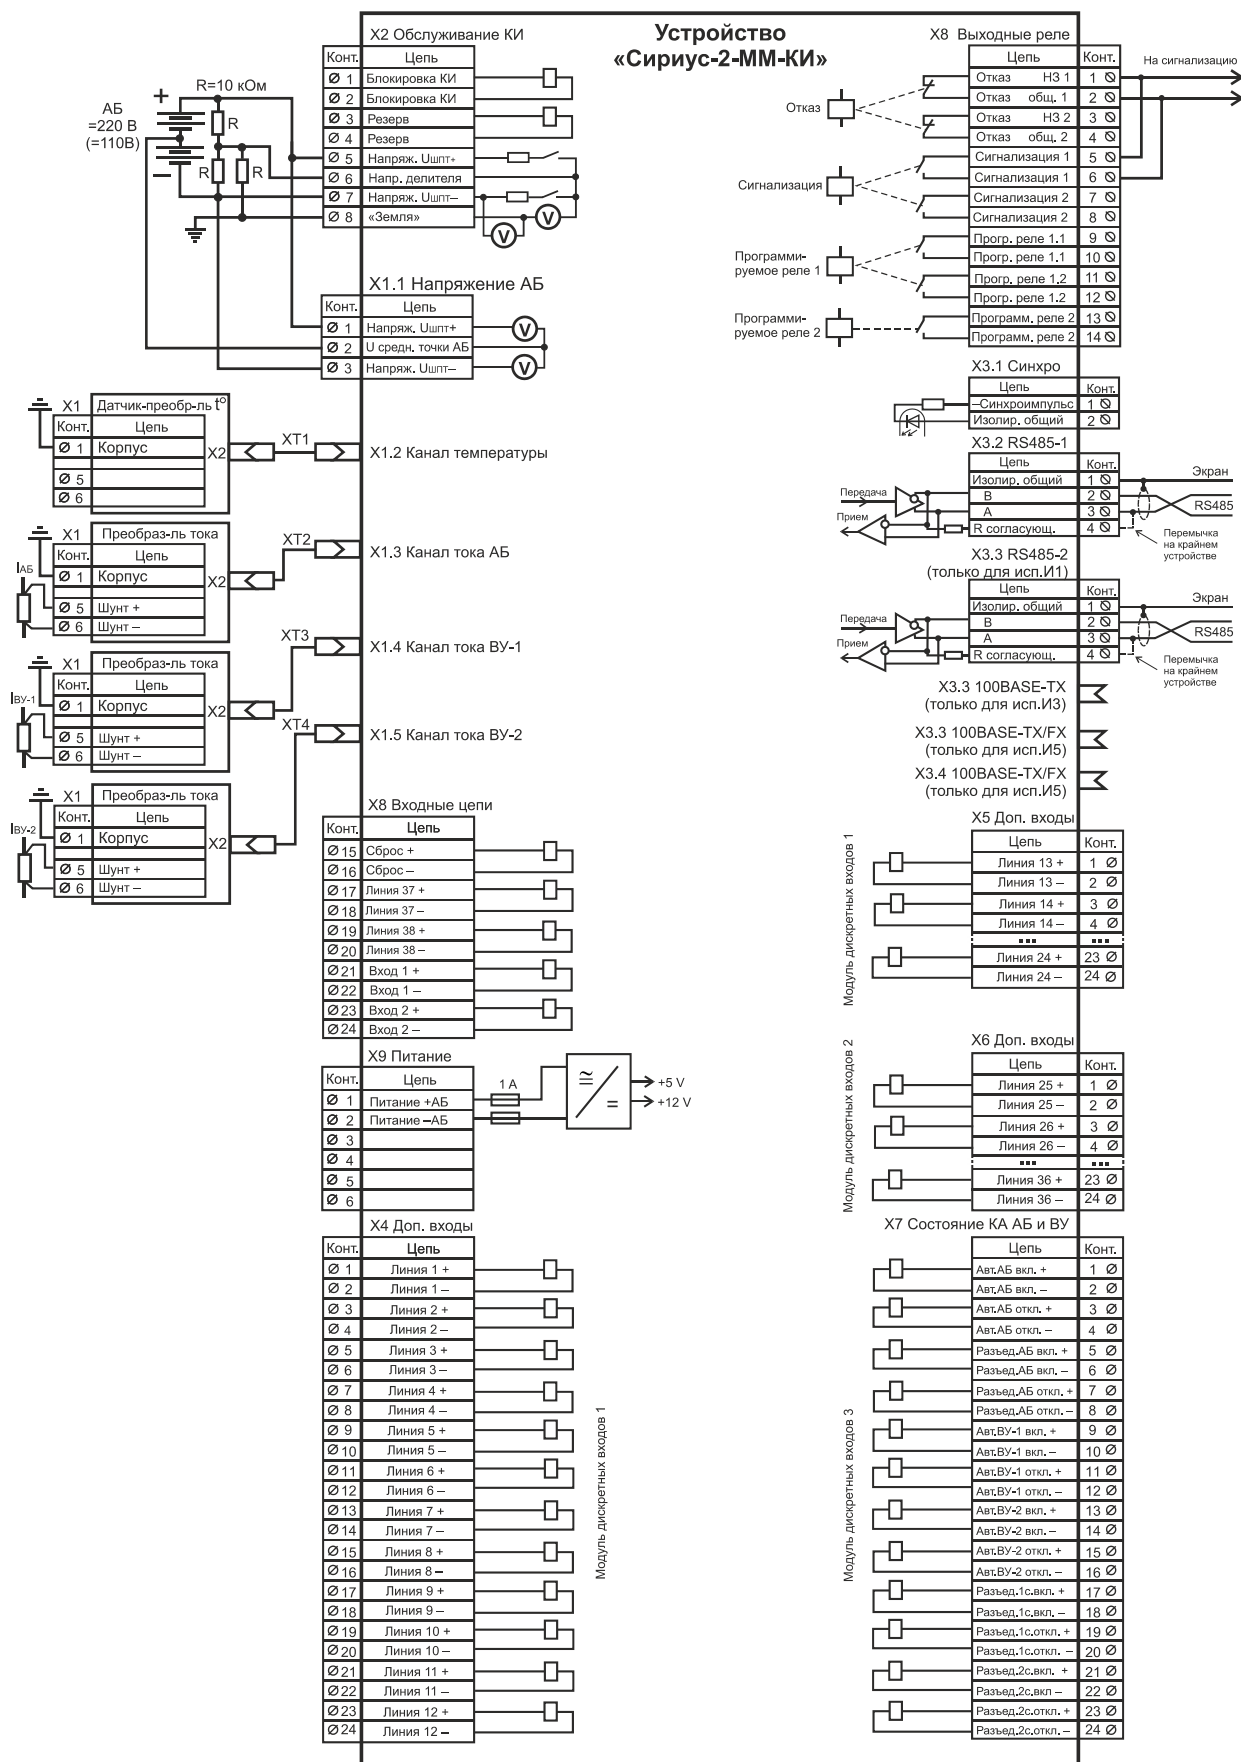 Устройство
«Сириус-2-ММ-КИ»
X2 Обслуживание КИ
Конт. Цепь
1 Блокировка КИ
2 Блокировка КИ
3 Резерв
4 Резерв
5 Напряж. Uшпт+
6 Напр. делителя
7 Напряж. Uшпт–
8 «Земля»
V
V
АБ
=220 В
(=110В)
+
–
R=10 кОм
R
R
R
X1.1 Напряжение АБ
Конт. Цепь
1 Напряж. Uшпт+
2 U средн. точки АБ
3 Напряж. Uшпт–
V
V
X1 Датчик-преобр-ль t°
Конт. Цепь
1 Корпус
5
6
X2
XT1
X1.2 Канал температуры
X1 Преобраз-ль тока
Конт. Цепь
1 Корпус
5 Шунт +
6 Шунт –
IАБ
X2
XT2
X1.3 Канал тока АБ
X1 Преобраз-ль тока
Конт. Цепь
1 Корпус
5 Шунт +
6 Шунт –
IВУ-1
X2
XT3
X1.4 Канал тока ВУ-1
X1 Преобраз-ль тока
Конт. Цепь
1 Корпус
5 Шунт +
6 Шунт –
IВУ-2
X2
XT4
X1.5 Канал тока ВУ-2
X8 Входные цепи
Конт. Цепь
15 Сброс +
16 Сброс –
17 Линия 37 +
18 Линия 37 –
19 Линия 38 +
20 Линия 38 –
21 Вход 1 +
22 Вход 1 –
23 Вход 2 +
24 Вход 2 –
X9 Питание
Конт. Цепь
1 Питание +АБ
2 Питание –АБ
3
4
5
6
1 А
≅
=
+5 V
+12 V
X4 Доп. входы
Конт. Цепь
1 Линия 1 +
2 Линия 1 –
3 Линия 2 +
4 Линия 2 –
5 Линия 3 +
6 Линия 3 –
7 Линия 4 +
8 Линия 4 –
9 Линия 5 +
10 Линия 5 –
11 Линия 6 +
12 Линия 6 –
13 Линия 7 +
14 Линия 7 –
15 Линия 8 +
16 Линия 8 –
17 Линия 9 +
18 Линия 9 –
19 Линия 10 +
20 Линия 10 –
21 Линия 11 +
22 Линия 11 –
23 Линия 12 +
24 Линия 12 –
Модуль дискретных входов 1
X8 Выходные реле
Цепь Конт.
Отказ НЗ 1 1
Отказ общ. 1 2
Отказ НЗ 2 3
Отказ общ. 2 4
Сигнализация 1 5
Сигнализация 1 6
Сигнализация 2 7
Сигнализация 2 8
Прогр. реле 1.1 9
Прогр. реле 1.1 10
Прогр. реле 1.2 11
Прогр. реле 1.2 12
Программ. реле 2 13
Программ. реле 2 14
На сигнализацию
Отказ
Сигнализация
Программи-
руемое реле 1
Программи-
руемое реле 2
X3.1 Синхро
Цепь Конт.
–Синхроимпульс 1
Изолир. общий 2
X3.2 RS485-1
Цепь Конт.
Изолир. общий 1
B 2
A 3
R согласующ. 4
Передача
Прием
Экран
RS485
Перемычка
на крайнем
устройстве
X3.3 RS485-2
(только для исп.И1)
Цепь Конт.
Изолир. общий 1
B 2
A 3
R согласующ. 4
Передача
Прием
Экран
RS485
Перемычка
на крайнем
устройстве
X3.3 100BASE-TX
(только для исп.И3)
X3.3 100BASE-TX/FX
(только для исп.И5)
X3.4 100BASE-TX/FX
(только для исп.И5)
X5 Доп. входы
Цепь Конт.
Линия 13 + 1
Линия 13 – 2
Линия 14 + 3
Линия 14 – 4
... ...
Линия 24 + 23
Линия 24 – 24
Модуль дискретных входов 1
X6 Доп. входы
Цепь Конт.
Линия 25 + 1
Линия 25 – 2
Линия 26 + 3
Линия 26 – 4
... ...
Линия 36 + 23
Линия 36 – 24
Модуль дискретных входов 2
X7 Состояние КА АБ и ВУ
Цепь Конт.
Авт.АБ вкл. + 1
Авт.АБ вкл. – 2
Авт.АБ откл. + 3
Авт.АБ откл. – 4
Разъед.АБ вкл. + 5
Разъед.АБ вкл. – 6
Разъед.АБ откл. + 7
Разъед.АБ откл. – 8
Авт.ВУ-1 вкл. + 9
Авт.ВУ-1 вкл. – 10
Авт.ВУ-1 откл. + 11
Авт.ВУ-1 откл. – 12
Авт.ВУ-2 вкл. + 13
Авт.ВУ-2 вкл. – 14
Авт.ВУ-2 откл. + 15
Авт.ВУ-2 откл. – 16
Разъед.1с.вкл. + 17
Разъед.1с.вкл. – 18
Разъед.1с.откл. + 19
Разъед.1с.откл. – 20
Разъед.2с.вкл. + 21
Разъед.2с.вкл – 22
Разъед.2с.откл. + 23
Разъед.2с.откл. – 24
Модуль дискретных входов 3